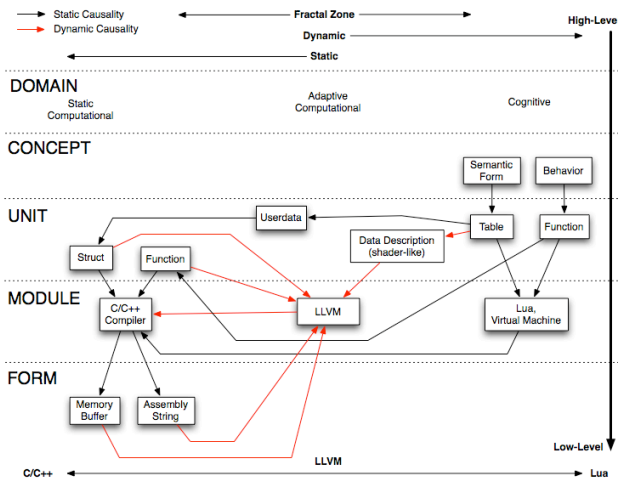 Static Causality
Dynamic Causality
Fractal Zone
High-Leve
Dynamic
Static
DOMAIN
Static
Computational
Adaptive
Computational
Cognitive
CONCEPT
Semantic
Form
Behavior
UNIT
Userdata
Table
Function
Struct
Function
Data Description
(shader-like)
MODULE
C/C++
Compiler
LLVM
Lua,
Virtual Machine
FORM
Memory
Buffer
Assembly
String
Low-Level
C/C++
LLVM
Lua